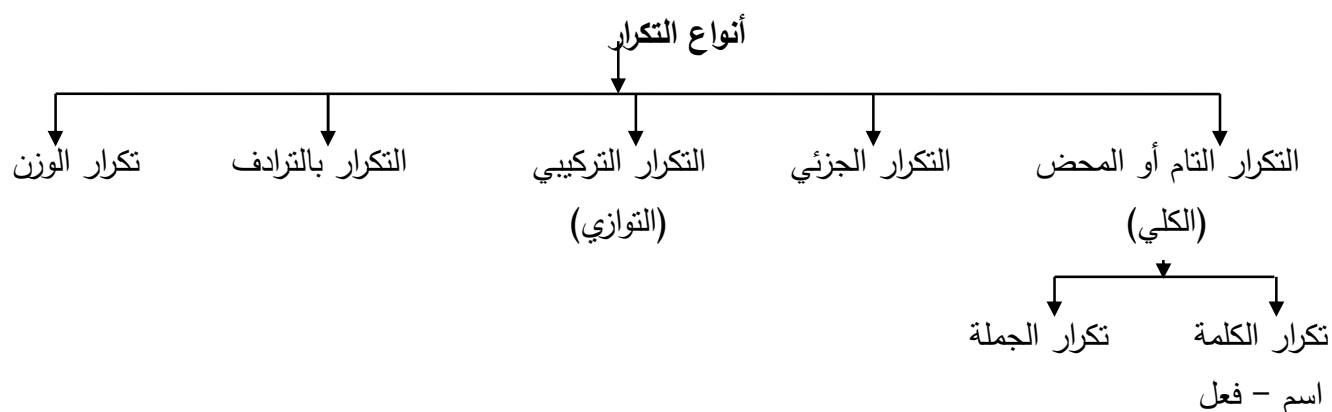 أنواع التكرار
التكرار التام أو المحض التكرار الجزئي التكرار التركيبي التكرار بالترادف تكرار الوزن
(الكلي) (التوازي)
تكرار الكلمة تكرار الجملة
اسم – فعل